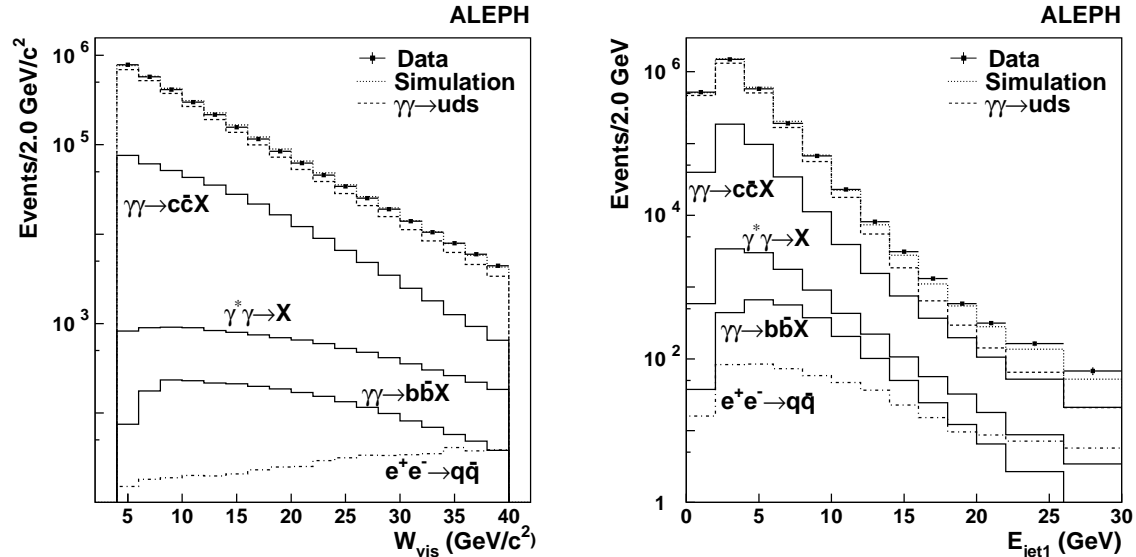 ALEPH
Events/2.0 GeV/c²
10⁶
10⁵
10³
Data
Simulation
γγ→uds
γγ→cc̄X
γ*γ→X
γγ→bb̄X
e⁺e⁻→qq̄
5 10 15 20 25 30 35 40
W_vis (GeV/c²)
ALEPH
Events/2.0 GeV
10⁶
10⁴
10²
1
Data
Simulation
γγ→uds
γγ→cc̄X
γ*γ→X
γγ→bb̄X
e⁺e⁻→qq̄
0 5 10 15 20 25 30
E_jet1 (GeV)